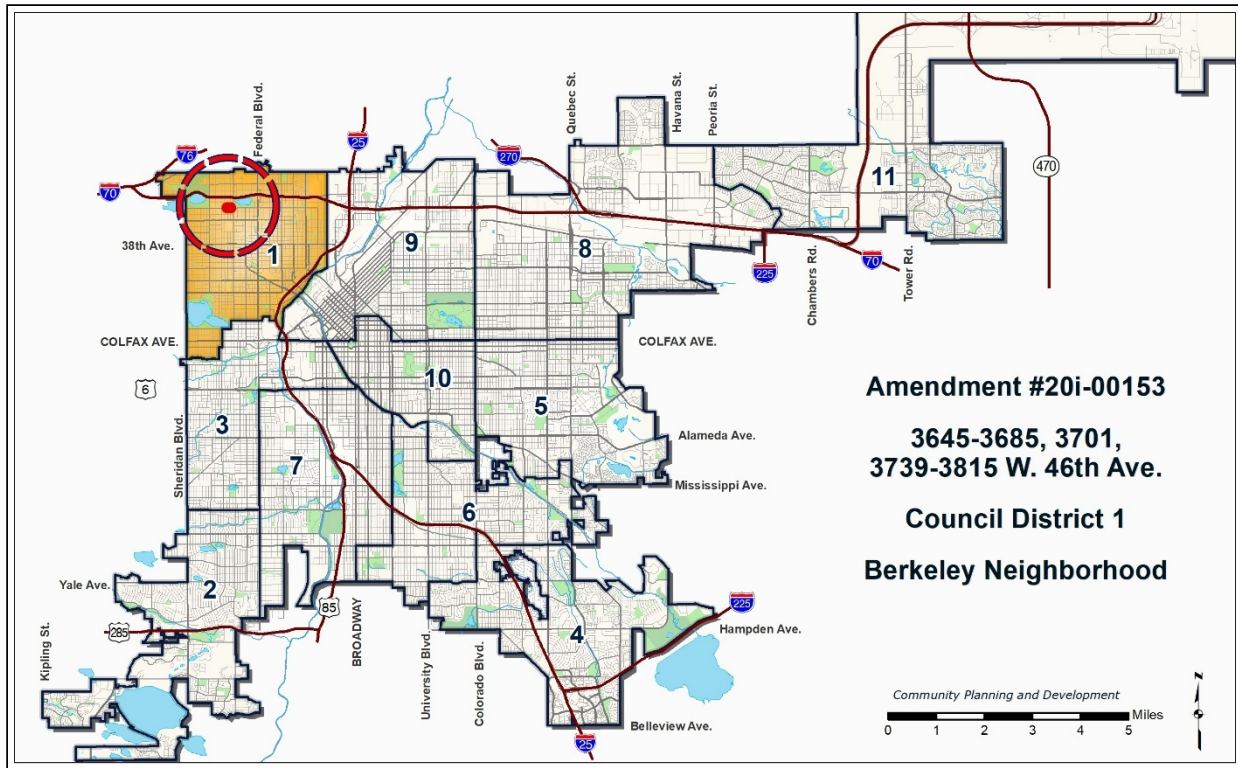 Federal Blvd.
25
Quebec St.
Havana St.
Peoria St.
76
270
70
470
11
38th Ave.
1
9
8
225
70
Chambers Rd.
Tower Rd.
COLFAX AVE.
COLFAX AVE.
6
10
5
3
Sheridan Blvd.
7
Alameda Ave.
Mississippi Ave.
6
Yale Ave.
2
85
BROADWAY
285
Kipling St.
University Blvd.
Colorado Blvd.
4
225
Hampden Ave.
Belleview Ave.
25
Amendment #20i-00153
3645-3685, 3701,
3739-3815 W. 46th Ave.
Council District 1
Berkeley Neighborhood
Community Planning and Development
Miles
0 1 2 3 4 5
N